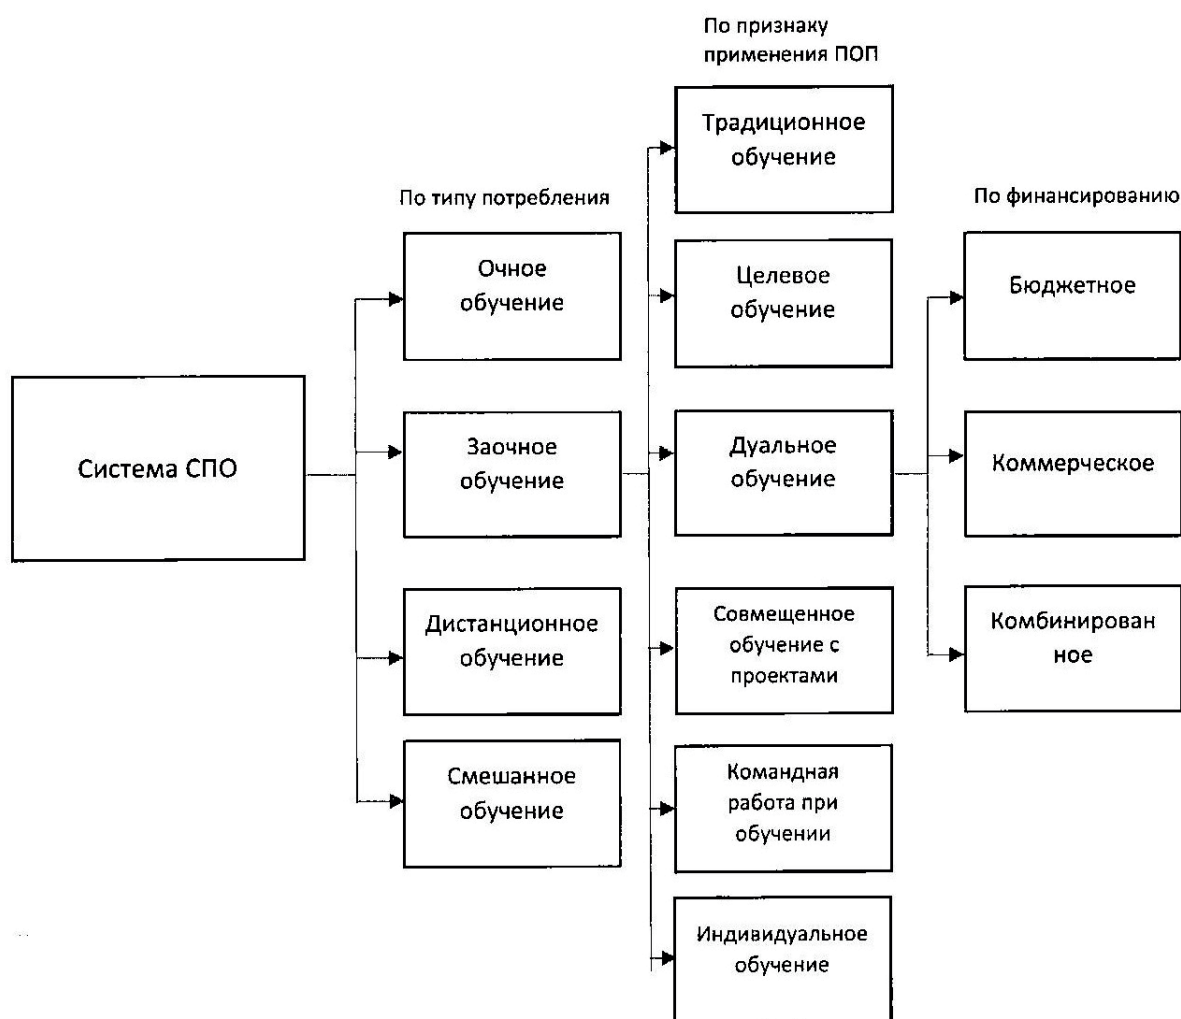 По признаку
применения ПОП
Традиционное
обучение
По типу потребления
По финансированию
Очное
обучение
Целевое
обучение
Бюджетное
Система СПО
Заочное
обучение
Дуальное
обучение
Коммерческое
Дистанционное
обучение
Совмещенное
обучение с
проектами
Комбинирован
ное
Смешанное
обучение
Командная
работа при
обучении
Индивидуальное
обучение